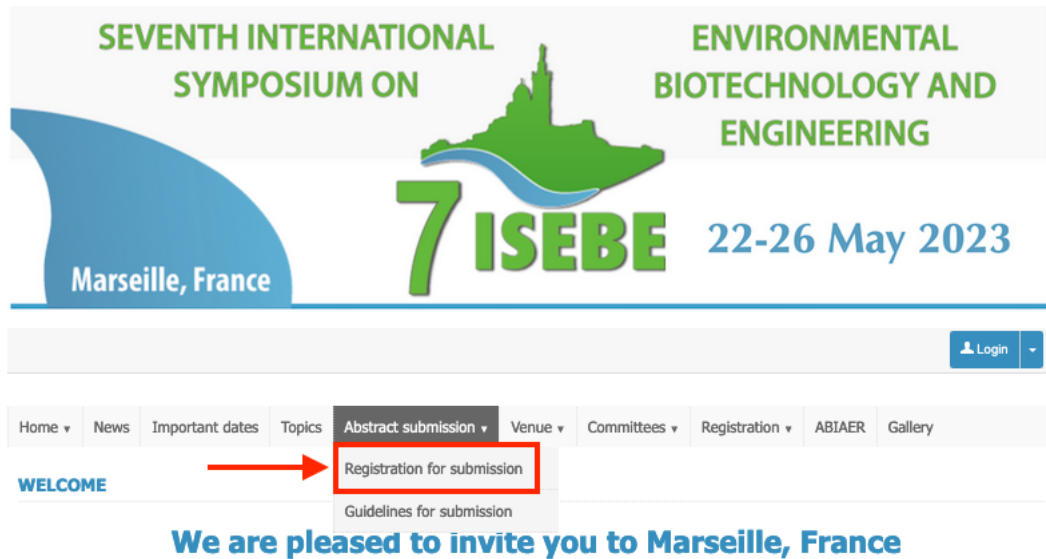 SEVENTH INTERNATIONAL
SYMPOSIUM ON
ENVIRONMENTAL
BIOTECHNOLOGY AND
ENGINEERING
7 ISEBE
22-26 May 2023
Marseille, France
Login
Home News Important dates Topics Abstract submission Venue Committees Registration ABIAER Gallery
Registration for submission
WELCOME
Guidelines for submission
We are pleased to invite you to Marseille, France